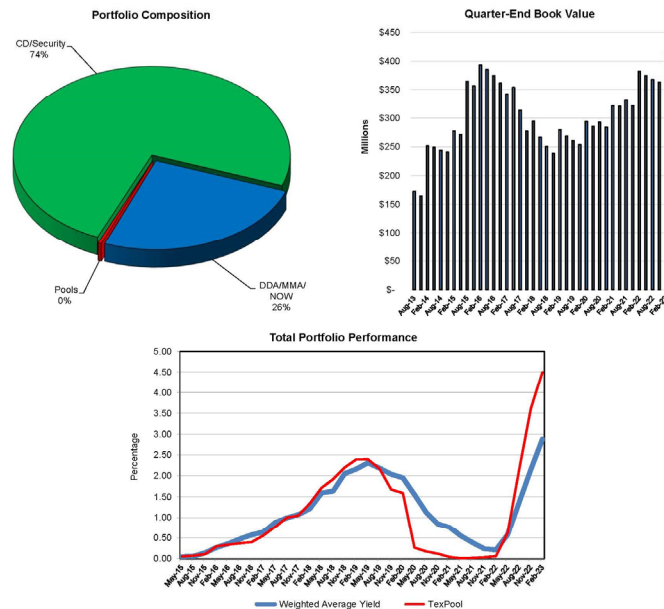 Portfolio Composition
CD/Security
74%
Pools
0%
DDA/MMA/
NOW
26%
Quarter-End Book Value
Millions
$450
$400
$350
$300
$250
$200
$150
$100
$50
$-
Aug-13
Feb-14
Aug-14
Feb-15
Aug-15
Feb-16
Aug-16
Feb-17
Aug-17
Feb-18
Aug-18
Feb-19
Aug-19
Feb-20
Aug-20
Feb-21
Aug-21
Feb-22
Aug-22
Feb-23
Total Portfolio Performance
Percentage
5.00
4.50
4.00
3.50
3.00
2.50
2.00
1.50
1.00
0.50
0.00
May-15
Aug-15
Nov-15
Feb-16
May-16
Aug-16
Nov-16
Feb-17
May-17
Aug-17
Nov-17
Feb-18
May-18
Aug-18
Nov-18
Feb-19
May-19
Aug-19
Nov-19
Feb-20
May-20
Aug-20
Nov-20
Feb-21
May-21
Aug-21
Nov-21
Feb-22
May-22
Aug-22
Nov-22
Feb-23
Weighted Average Yield
TexPool